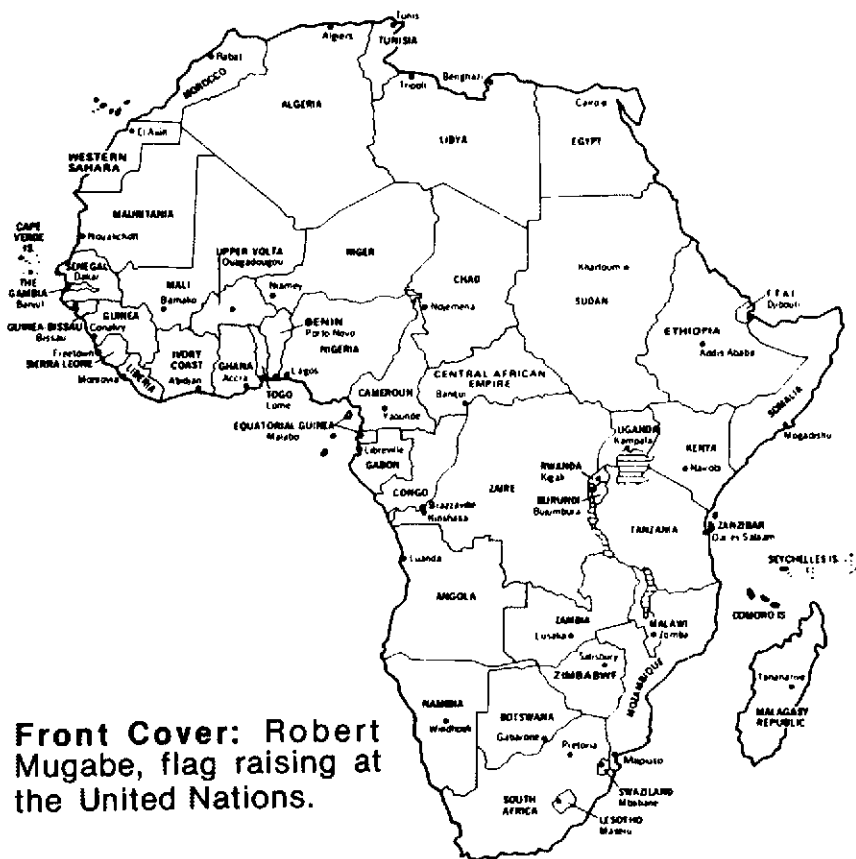 Tunis
Algiers
TUNISIA
Rabat
MOROCCO
Tripoli
Benghazi
Cairo
ALGERIA
El Aaiún
LIBYA
EGYPT
WESTERN
SAHARA
MAURITANIA
Nouakchott
CAPE
VERDE
IS.
UPPER VOLTA
Ouagadougou
NIGER
SENEGAL
Dakar
MALI
Bamako
Niamey
CHAD
Khartoum
THE
GAMBIA
Banjul
Ndjemena
SUDAN
F.T.A.I.
Djibouti
GUINEA
GUINEA-BISSAU
Conakry
Bissau
BENIN
Porto Novo
NIGERIA
ETHIOPIA
Addis Ababa
Freetown
SIERRA LEONE
IVORY
COAST
GHANA
Accra
Monrovia
LIBERIA
Abidjan
Lagos
TOGO
Lome
CAMEROUN
Yaounde
CENTRAL AFRICAN
EMPIRE
Bangui
SOMALIA
Mogadishu
EQUATORIAL GUINEA
Malabo
UGANDA
Kampala
KENYA
Nairobi
Libreville
GABON
CONGO
ZAIRE
RWANDA
Kigali
BURUNDI
Bujumbura
Brazzaville
Kinshasa
TANZANIA
ZANZIBAR
Dar es Salaam
SEYCHELLES IS.
Luanda
ANGOLA
COMORO IS
ZAMBIA
Lusaka
MALAWI
Zomba
Salisbury
ZIMBABWE
MOZAMBIQUE
Tananarive
MALAGASY
REPUBLIC
NAMIBIA
Windhoek
BOTSWANA
Gaborone
Pretoria
Maputo
SWAZILAND
Mbabane
SOUTH
AFRICA
LESOTHO
Maseru
Front Cover: Robert
Mugabe, flag raising at
the United Nations.